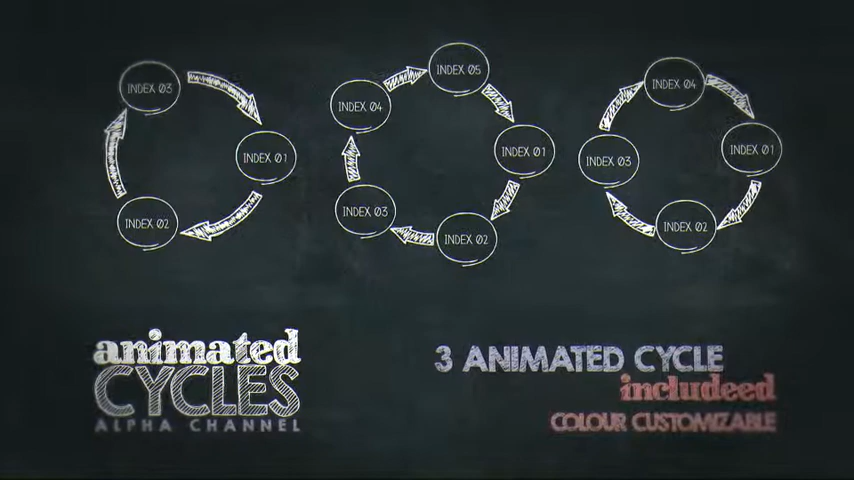 INDEX 03
INDEX 01
INDEX 02
INDEX 05
INDEX 04
INDEX 01
INDEX 03
INDEX 02
INDEX 04
INDEX 03
INDEX 01
INDEX 02
animated
CYCLES
ALPHA CHANNEL
3 ANIMATED CYCLE
includeed
COLOUR CUSTOMIZABLE